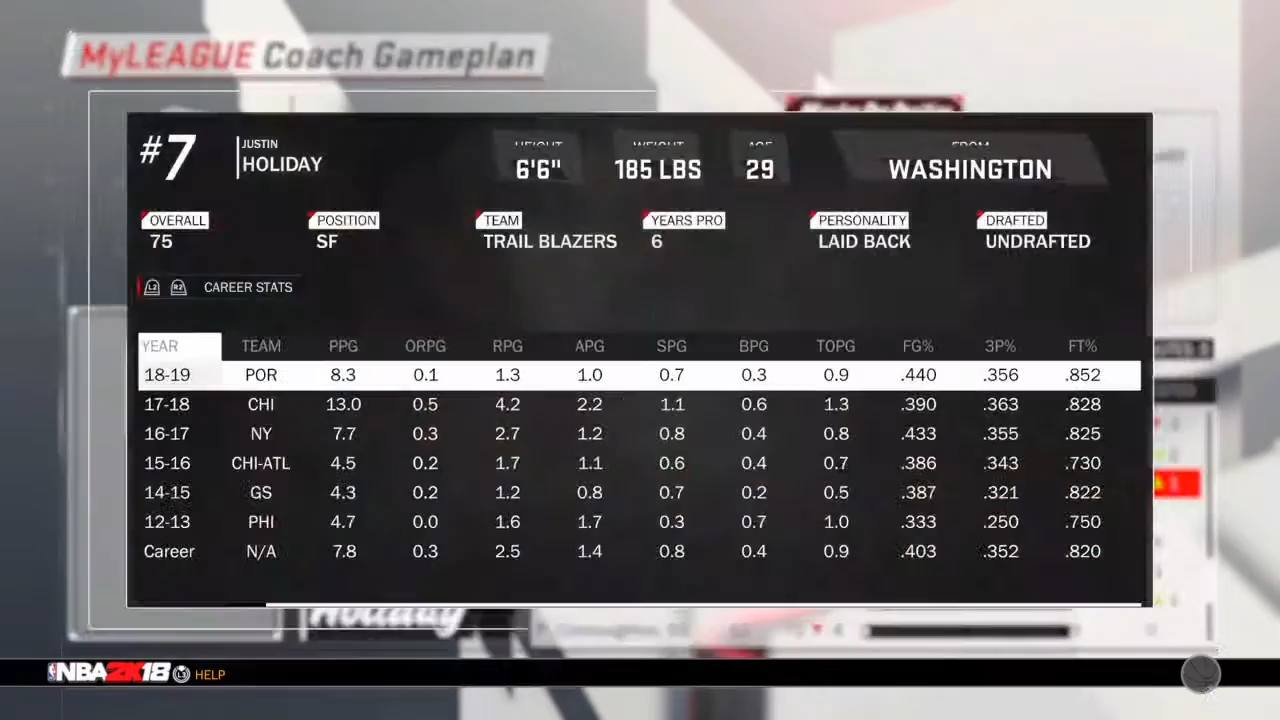 MyLEAGUE Coach Gameplan
#7 JUSTIN HOLIDAY HEIGHT 6'6" WEIGHT 185 LBS AGE 29 FROM WASHINGTON
OVERALL POSITION TEAM YEARS PRO PERSONALITY DRAFTED
75 SF TRAIL BLAZERS 6 LAID BACK UNDRAFTED
L2 R2 CAREER STATS
YEAR TEAM PPG ORPG RPG APG SPG BPG TOPG FG% 3P% FT%
18-19 POR 8.3 0.1 1.3 1.0 0.7 0.3 0.9 .440 .356 .852
17-18 CHI 13.0 0.5 4.2 2.2 1.1 0.6 1.3 .390 .363 .828
16-17 NY 7.7 0.3 2.7 1.2 0.8 0.4 0.8 .433 .355 .825
15-16 CHI-ATL 4.5 0.2 1.7 1.1 0.6 0.4 0.7 .386 .343 .730
14-15 GS 4.3 0.2 1.2 0.8 0.7 0.2 0.5 .387 .321 .822
12-13 PHI 4.7 0.0 1.6 1.7 0.3 0.7 1.0 .333 .250 .750
Career N/A 7.8 0.3 2.5 1.4 0.8 0.4 0.9 .403 .352 .820
Holiday
NBA2K18 HELP